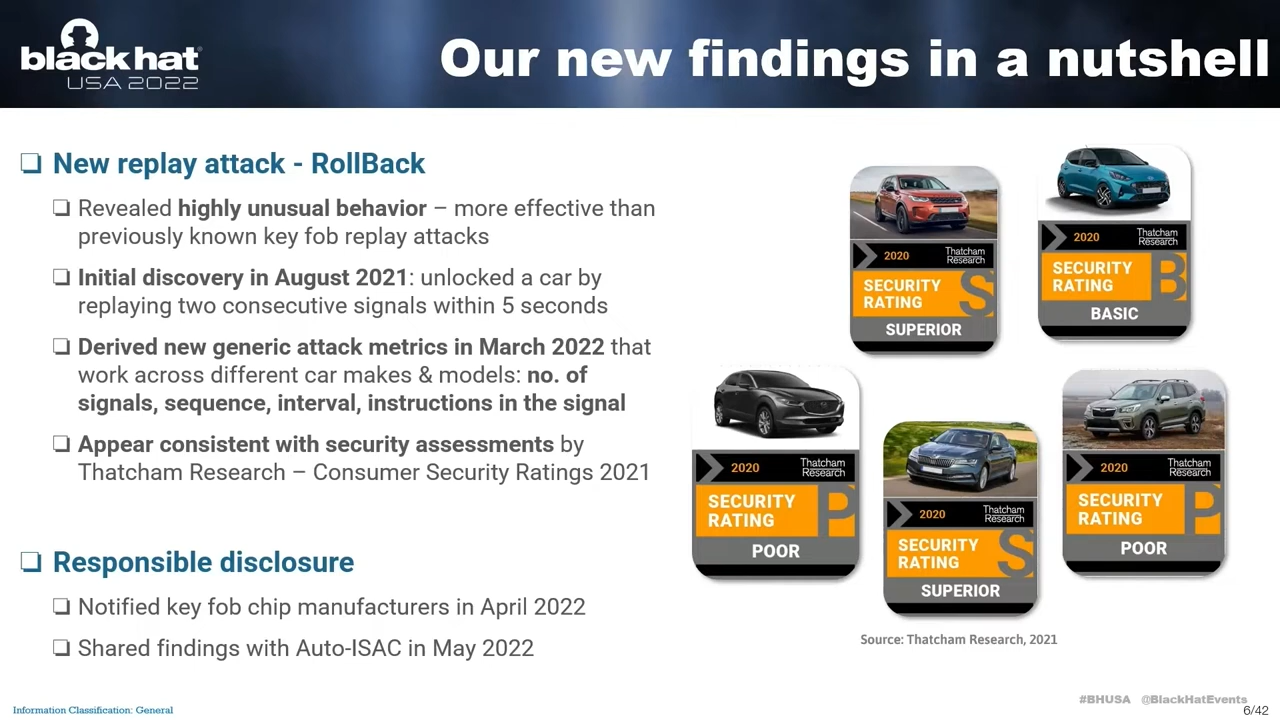 black hat
USA 2022
Our new findings in a nutshell
❏ New replay attack - RollBack
❏ Revealed highly unusual behavior – more effective than
previously known key fob replay attacks
❏ Initial discovery in August 2021: unlocked a car by
replaying two consecutive signals within 5 seconds
❏ Derived new generic attack metrics in March 2022 that
work across different car makes & models: no. of
signals, sequence, interval, instructions in the signal
❏ Appear consistent with security assessments by
Thatcham Research – Consumer Security Ratings 2021
❏ Responsible disclosure
❏ Notified key fob chip manufacturers in April 2022
❏ Shared findings with Auto-ISAC in May 2022
2020
Thatcham
Research
SECURITY
RATING
S
SUPERIOR
2020
Thatcham
Research
SECURITY
RATING
B
BASIC
2020
Thatcham
Research
SECURITY
RATING
P
POOR
2020
Thatcham
Research
SECURITY
RATING
S
SUPERIOR
2020
Thatcham
Research
SECURITY
RATING
P
POOR
Source: Thatcham Research, 2021
#BHUSA @BlackHatEvents
Information Classification: General
6/42